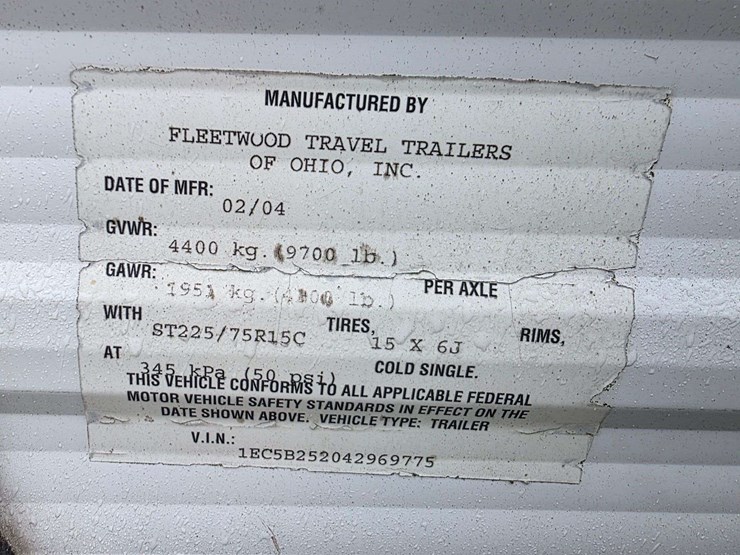 MANUFACTURED BY
FLEETWOOD TRAVEL TRAILERS
OF OHIO, INC.
DATE OF MFR:
02/04
GVWR:
4400 kg. (9700 lb.)
GAWR:
1951 kg. ( lb.) PER AXLE
WITH ST225/75R15C TIRES, 15 X 6J RIMS,
AT 345 kPa (50 psi) COLD SINGLE.
THIS VEHICLE CONFORMS TO ALL APPLICABLE FEDERAL
MOTOR VEHICLE SAFETY STANDARDS IN EFFECT ON THE
DATE SHOWN ABOVE. VEHICLE TYPE: TRAILER
V.I.N.:
1EC5B252042969775